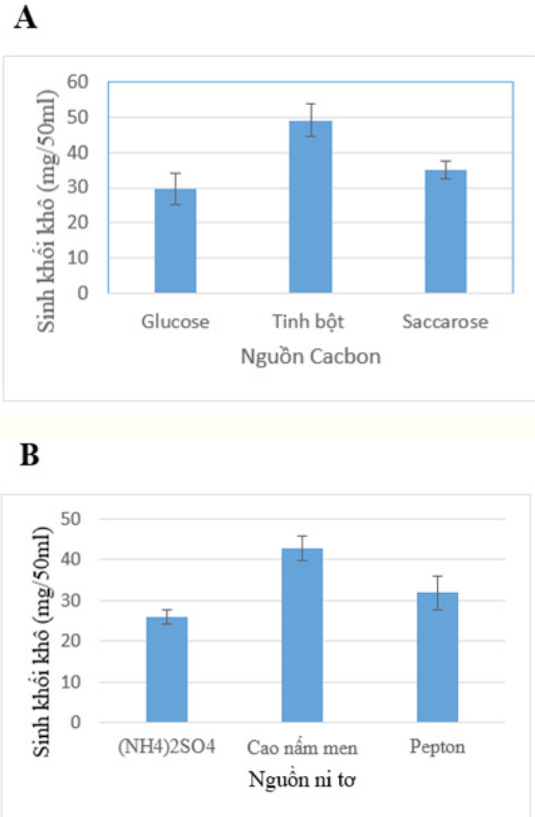 A
Sinh khối khô (mg/50ml)
60
50
40
30
20
10
0
Glucose Tinh bột Saccarose
Nguồn Cacbon
B
Sinh khối khô (mg/50ml)
50
40
30
20
10
0
(NH4)2SO4 Cao nấm men Pepton
Nguồn ni tơ